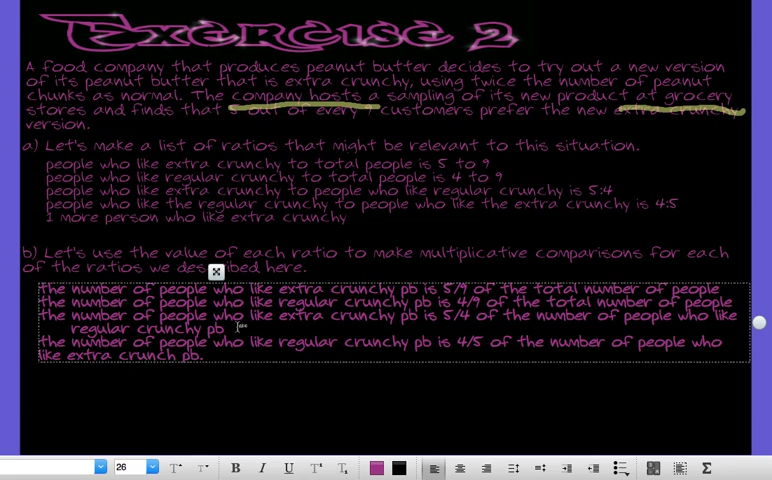 Exercise 2
A food company that produces peanut butter decides to try out a new version
of its peanut butter that is extra crunchy, using twice the number of peanut
chunks as normal. The company hosts a sampling of its new product at grocery
stores and finds that 5 out of every 9 customers prefer the new extra crunchy
version.
a) Let's make a list of ratios that might be relevant to this situation.
people who like extra crunchy to total people is 5 to 9
people who like regular crunchy to total people is 4 to 9
people who like extra crunchy to people who like regular crunchy is 5:4
people who like the regular crunchy to people who like the extra crunchy is 4:5
1 more person who like extra crunchy
b) Let's use the value of each ratio to make multiplicative comparisons for each
of the ratios we described here.
the number of people who like extra crunchy pb is 5/9 of the total number of people
the number of people who like regular crunchy pb is 4/9 of the total number of people
the number of people who like extra crunchy pb is 5/4 of the number of people who like
regular crunchy pb
the number of people who like regular crunchy pb is 4/5 of the number of people who
like extra crunch pb.
26 T T B I U T T Σ